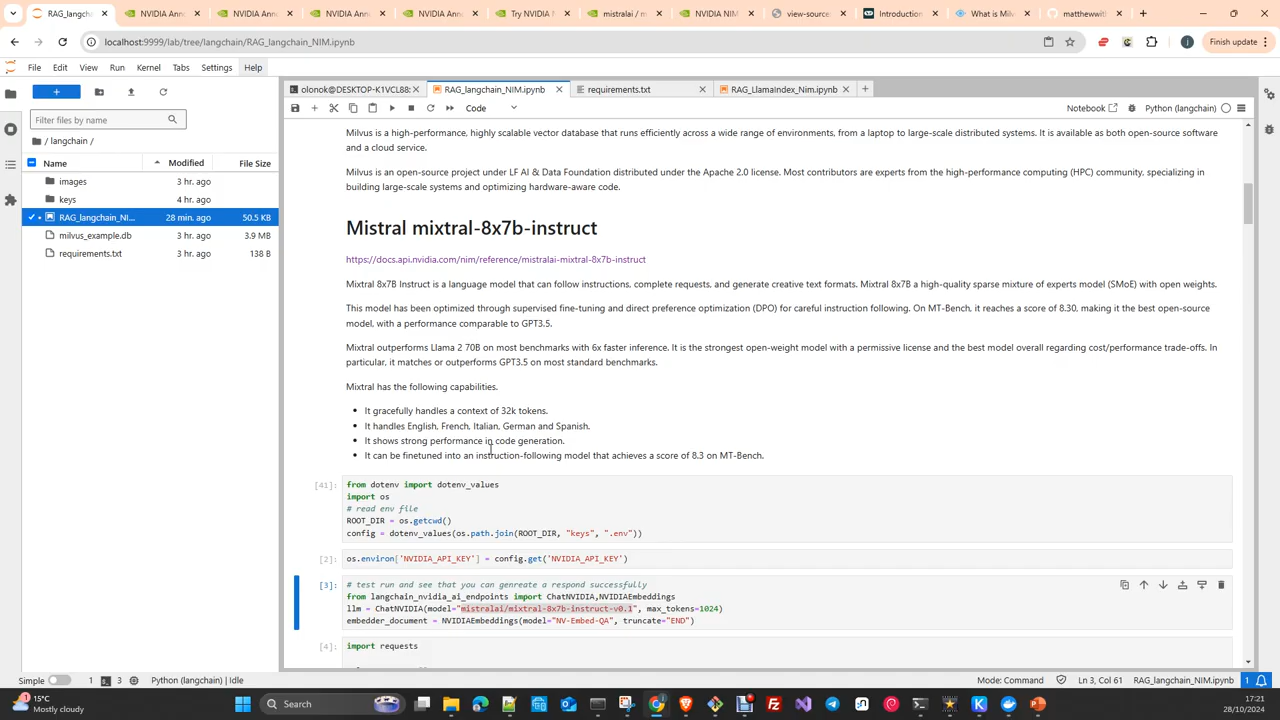 RAG_langch
NVIDIA Ann
NVIDIA Ann
NVIDIA Ann
NVIDIA Ann
Try NVIDIA N
mistralai / m
NVIDIA NIM
view-source:
Introduction
What is Milv
matthewwitl
localhost:9999/lab/tree/langchain/RAG_langchain_NIM.ipynb
Finish update
File Edit View Run Kernel Tabs Settings Help
olonok@DESKTOP-K1VCL88:
RAG_langchain_NIM.ipynb
requirements.txt
RAG_LlamaIndex_Nim.ipynb
Code
Notebook
Python (langchain)
Filter files by name
/ langchain /
Name Modified File Size
images 3 hr. ago
keys 4 hr. ago
RAG_langchain_NI... 28 min. ago 50.5 KB
milvus_example.db 3 hr. ago 3.9 MB
requirements.txt 3 hr. ago 138 B
Milvus is a high-performance, highly scalable vector database that runs efficiently across a wide range of environments, from a laptop to large-scale distributed systems. It is available as both open-source software
and a cloud service.
Milvus is an open-source project under LF AI & Data Foundation distributed under the Apache 2.0 license. Most contributors are experts from the high-performance computing (HPC) community, specializing in
building large-scale systems and optimizing hardware-aware code.
Mistral mixtral-8x7b-instruct
https://docs.api.nvidia.com/nim/reference/mistralai-mixtral-8x7b-instruct
Mixtral 8x7B Instruct is a language model that can follow instructions, complete requests, and generate creative text formats. Mixtral 8x7B a high-quality sparse mixture of experts model (SMoE) with open weights.
This model has been optimized through supervised fine-tuning and direct preference optimization (DPO) for careful instruction following. On MT-Bench, it reaches a score of 8.30, making it the best open-source
model, with a performance comparable to GPT3.5.
Mixtral outperforms Llama 2 70B on most benchmarks with 6x faster inference. It is the strongest open-weight model with a permissive license and the best model overall regarding cost/performance trade-offs. In
particular, it matches or outperforms GPT3.5 on most standard benchmarks.
Mixtral has the following capabilities.
• It gracefully handles a context of 32k tokens.
• It handles English, French, Italian, German and Spanish.
• It shows strong performance in code generation.
• It can be finetuned into an instruction-following model that achieves a score of 8.3 on MT-Bench.
[41]: from dotenv import dotenv_values
import os
# read env file
ROOT_DIR = os.getcwd()
config = dotenv_values(os.path.join(ROOT_DIR, "keys", ".env"))
[2]: os.environ['NVIDIA_API_KEY'] = config.get('NVIDIA_API_KEY')
[3]: # test run and see that you can genreate a respond successfully
from langchain_nvidia_ai_endpoints import ChatNVIDIA,NVIDIAEmbeddings
llm = ChatNVIDIA(model="mistralai/mixtral-8x7b-instruct-v0.1", max_tokens=1024)
embedder_document = NVIDIAEmbeddings(model="NV-Embed-QA", truncate="END")
[4]: import requests
Simple 1 3 Python (langchain) | Idle Mode: Command Ln 3, Col 61 RAG_langchain_NIM.ipynb 1
15°C
Mostly cloudy
Search
17:21
28/10/2024